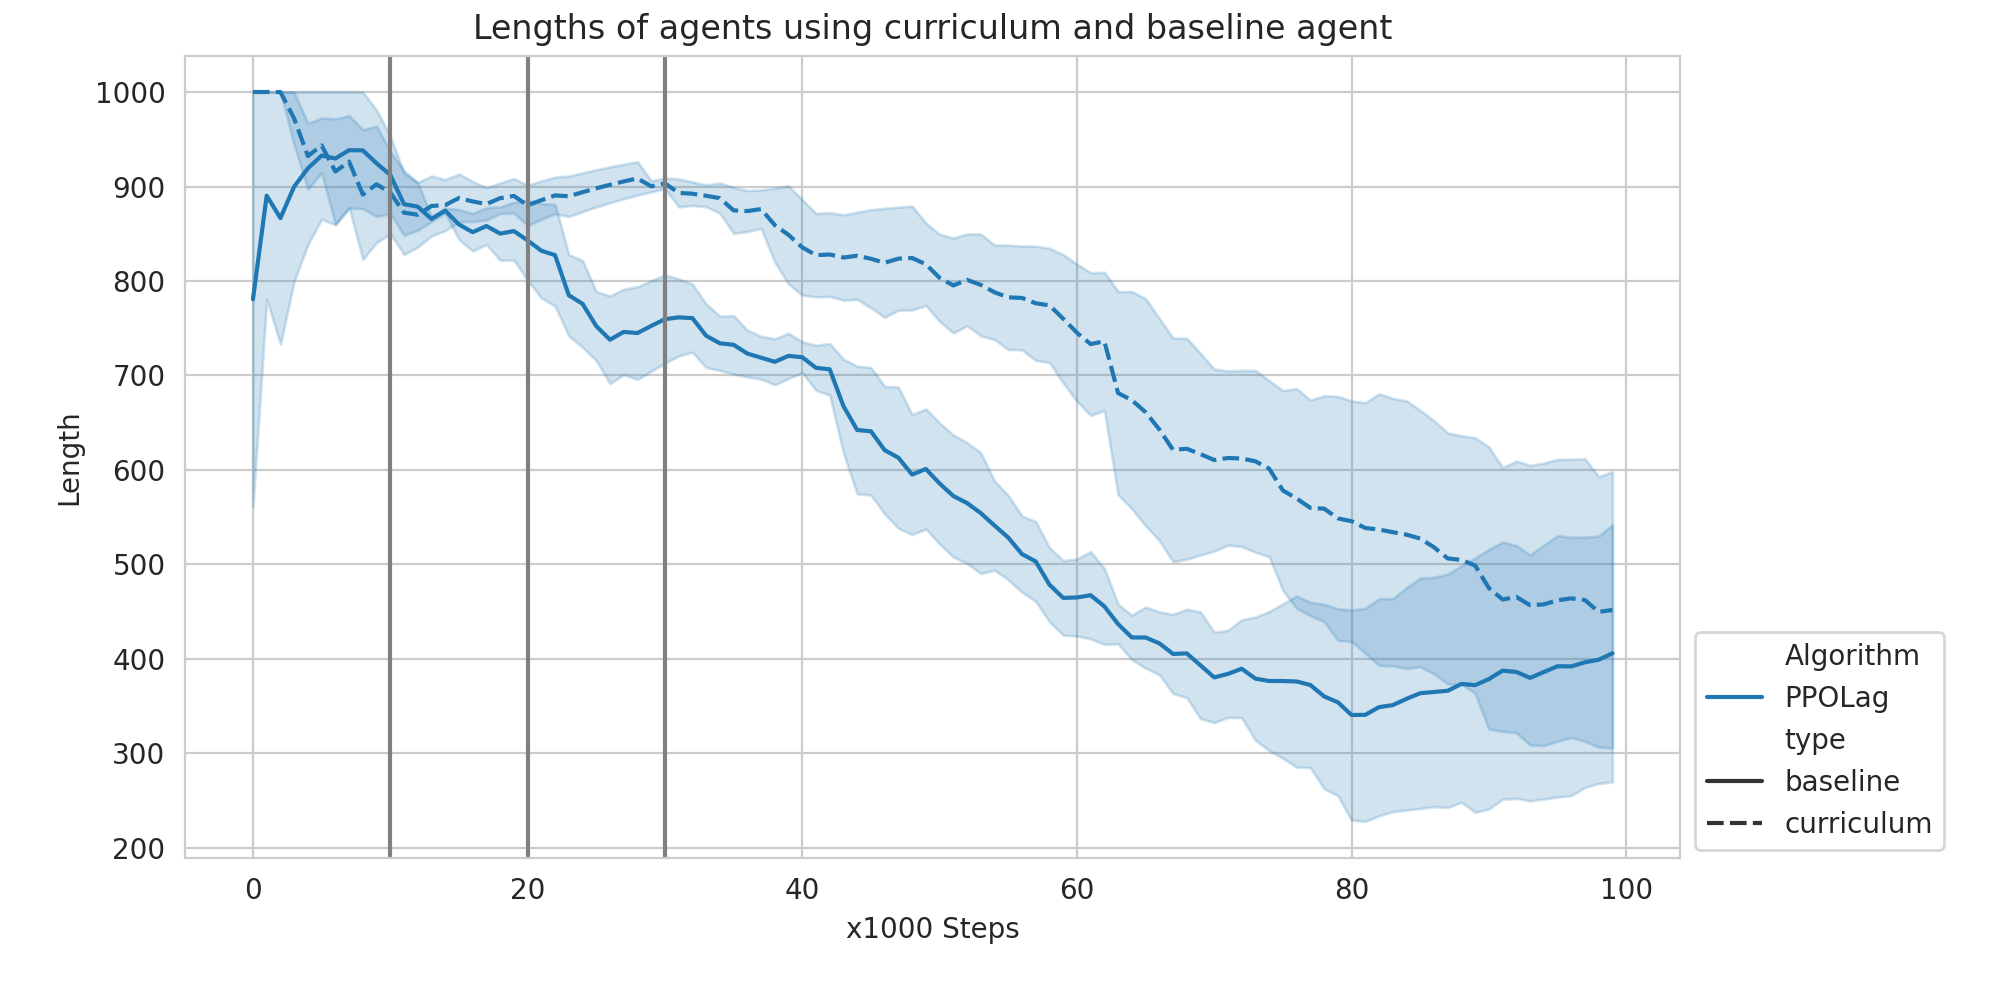 Lengths of agents using curriculum and baseline agent
1000
900
800
700
600
500
400
300
200
Length
0
20
40
60
80
100
x1000 Steps
Algorithm
PPOLag
type
baseline
curriculum